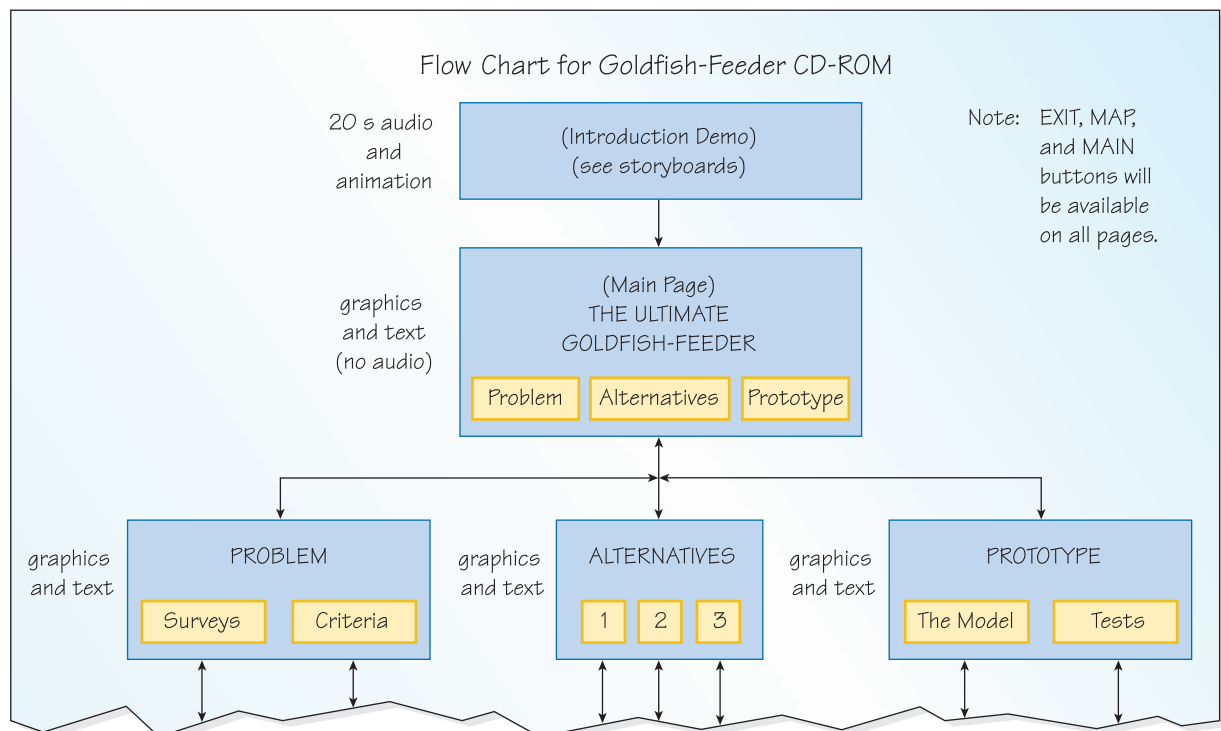 Flow Chart for Goldfish-Feeder CD-ROM
20 s audio
and
animation
(Introduction Demo)
(see storyboards)
Note: EXIT, MAP,
and MAIN
buttons will
be available
on all pages.
graphics
and text
(no audio)
(Main Page)
THE ULTIMATE
GOLDFISH-FEEDER
Problem
Alternatives
Prototype
graphics
and text
PROBLEM
Surveys
Criteria
graphics
and text
ALTERNATIVES
1
2
3
graphics
and text
PROTOTYPE
The Model
Tests